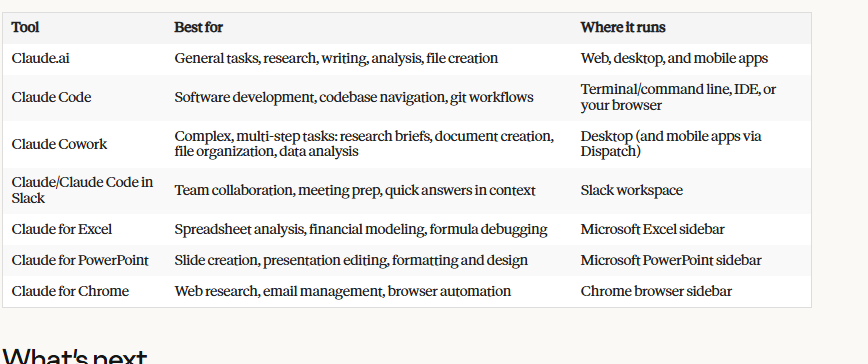 Tool Best for Where it runs
Claude.ai General tasks, research, writing, analysis, file creation Web, desktop, and mobile apps
Claude Code Software development, codebase navigation, git workflows Terminal/command line, IDE, or
your browser
Claude Cowork Complex, multi-step tasks: research briefs, document creation,
file organization, data analysis Desktop (and mobile apps via
Dispatch)
Claude/Claude Code in
Slack Team collaboration, meeting prep, quick answers in context Slack workspace
Claude for Excel Spreadsheet analysis, financial modeling, formula debugging Microsoft Excel sidebar
Claude for PowerPoint Slide creation, presentation editing, formatting and design Microsoft PowerPoint sidebar
Claude for Chrome Web research, email management, browser automation Chrome browser sidebar
What's next